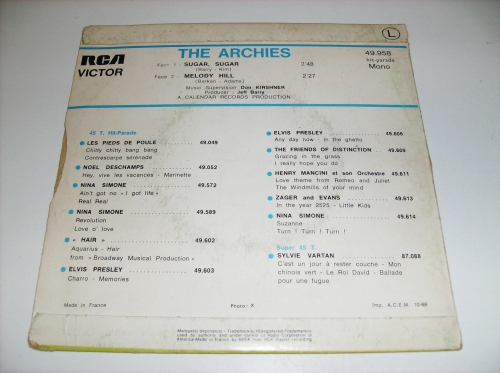 RCA
VICTOR
THE ARCHIES
L
49.958
hit-parade
Mono
Face 1 - SUGAR, SUGAR 2'48
(Barry - Kim)
Face 2 - MELODY HILL 2'27
(Barkan - Adams)
Music Supervision Don KIRSHNER
Producer : Jeff Barry
A CALENDAR RECORDS PRODUCTION
45 T. Hit-Parade
LES PIEDS DE POULE 49.049
Chitty chitty bang bang
Contrescarpe sérénade
NOEL DESCHAMPS 49.052
Hey, vive les vacances - Marinette
NINA SIMONE 49.573
Ain't got no « I got life »
Real Real
NINA SIMONE 49.589
Revolution
Love o' love
« HAIR » 49.602
Aquarius - Hair
from «Broadway Musical Production»
ELVIS PRESLEY 49.603
Charro - Memories
ELVIS PRESLEY 49.606
Any day now - In the ghetto
THE FRIENDS OF DISTINCTION 49.609
Grazing in the grass
I really hope you do
HENRY MANCINI et son Orchestre 49.611
Love theme from Romeo and Juliet
The Windmills of your mind
ZAGER and EVANS 49.613
In the year 2525 - Little Kids
NINA SIMONE 49.614
Suzanne
Turn ! Turn ! Turn !
Super 45 T.
SYLVIE VARTAN 87.088
C'est un jour à rester couché - Mon
chinois vert - Le Roi David - Ballade
pour une fugue
Made in France
Photo : X
Imp. A.C.E.M. 10-69